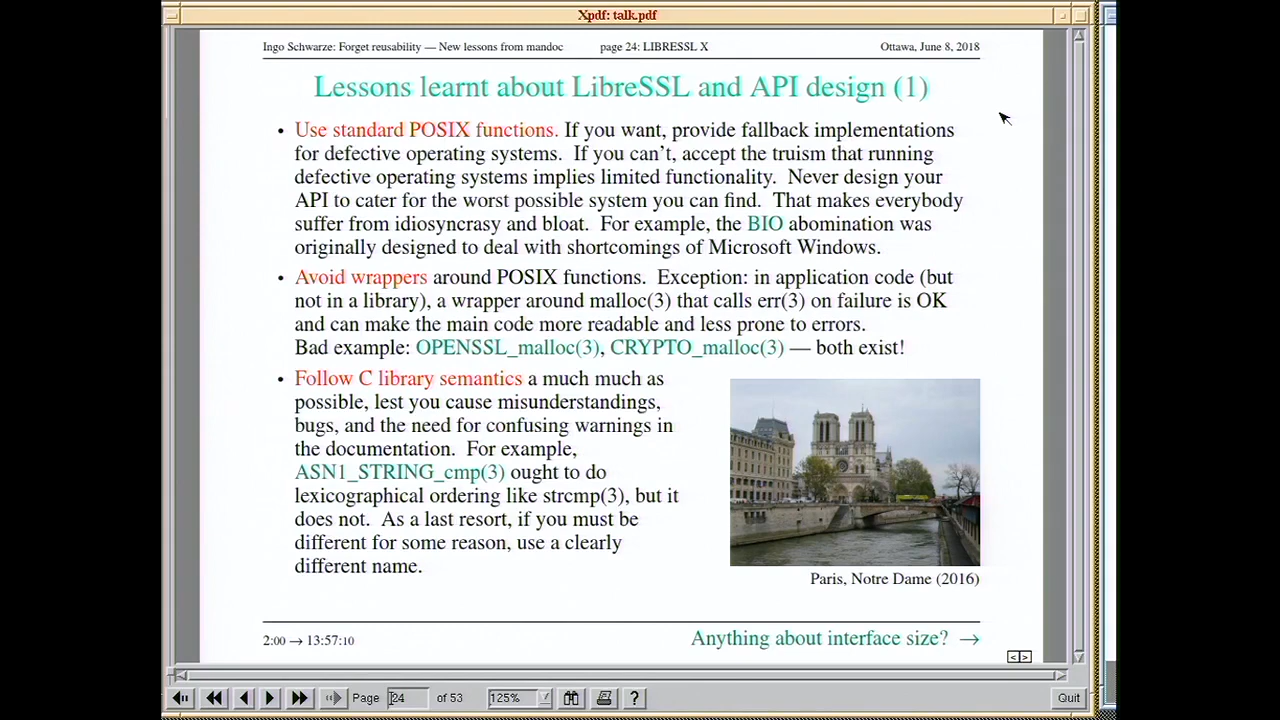 Xpdf: talk.pdf
Ingo Schwarze: Forget reusability — New lessons from mandoc page 24: LIBRESSL X Ottawa, June 8, 2018
Lessons learnt about LibreSSL and API design (1)
• Use standard POSIX functions. If you want, provide fallback implementations
for defective operating systems. If you can't, accept the truism that running
defective operating systems implies limited functionality. Never design your
API to cater for the worst possible system you can find. That makes everybody
suffer from idiosyncrasy and bloat. For example, the BIO abomination was
originally designed to deal with shortcomings of Microsoft Windows.
• Avoid wrappers around POSIX functions. Exception: in application code (but
not in a library), a wrapper around malloc(3) that calls err(3) on failure is OK
and can make the main code more readable and less prone to errors.
Bad example: OPENSSL_malloc(3), CRYPTO_malloc(3) — both exist!
• Follow C library semantics a much much as
possible, lest you cause misunderstandings,
bugs, and the need for confusing warnings in
the documentation. For example,
ASN1_STRING_cmp(3) ought to do
lexicographical ordering like strcmp(3), but it
does not. As a last resort, if you must be
different for some reason, use a clearly
different name.
Paris, Notre Dame (2016)
2:00 → 13:57:10 Anything about interface size? →
Page 24 of 53 125% ? Quit